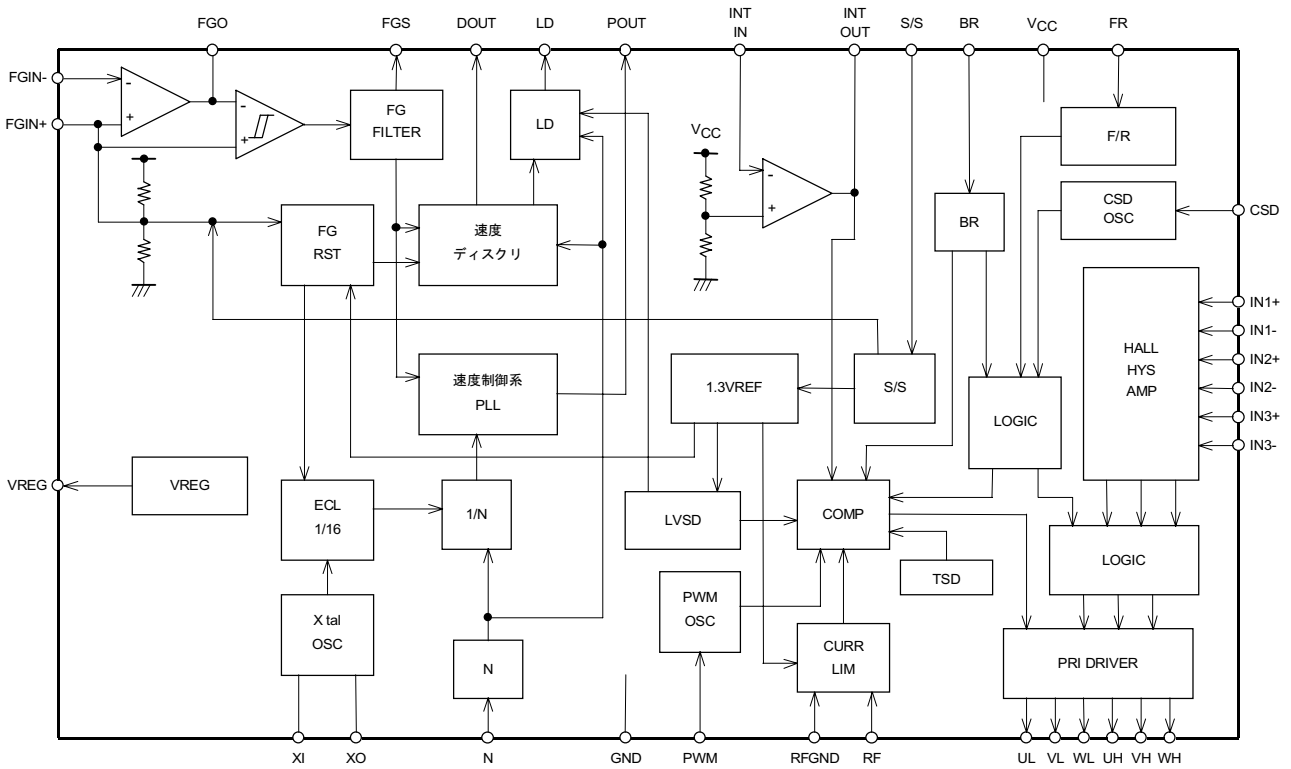 FGO
FGS
DOUT
LD
POUT
INT
IN
INT
OUT
S/S
BR
VCC
FR
FGIN-
FGIN+
-
+
-
+
FG
FILTER
LD
VCC
-
+
F/R
CSD
OSC
CSD
BR
FG
RST
速度
ディスクリ
HALL
HYS
AMP
IN1+
IN1-
IN2+
IN2-
IN3+
IN3-
速度制御系
PLL
1.3VREF
S/S
LOGIC
VREG
VREG
ECL
1/16
1/N
LVSD
COMP
LOGIC
TSD
PWM
OSC
X tal
OSC
CURR
LIM
N
PRI DRIVER
XI
XO
N
GND
PWM
RFGND
RF
UL
VL
WL
UH
VH
WH